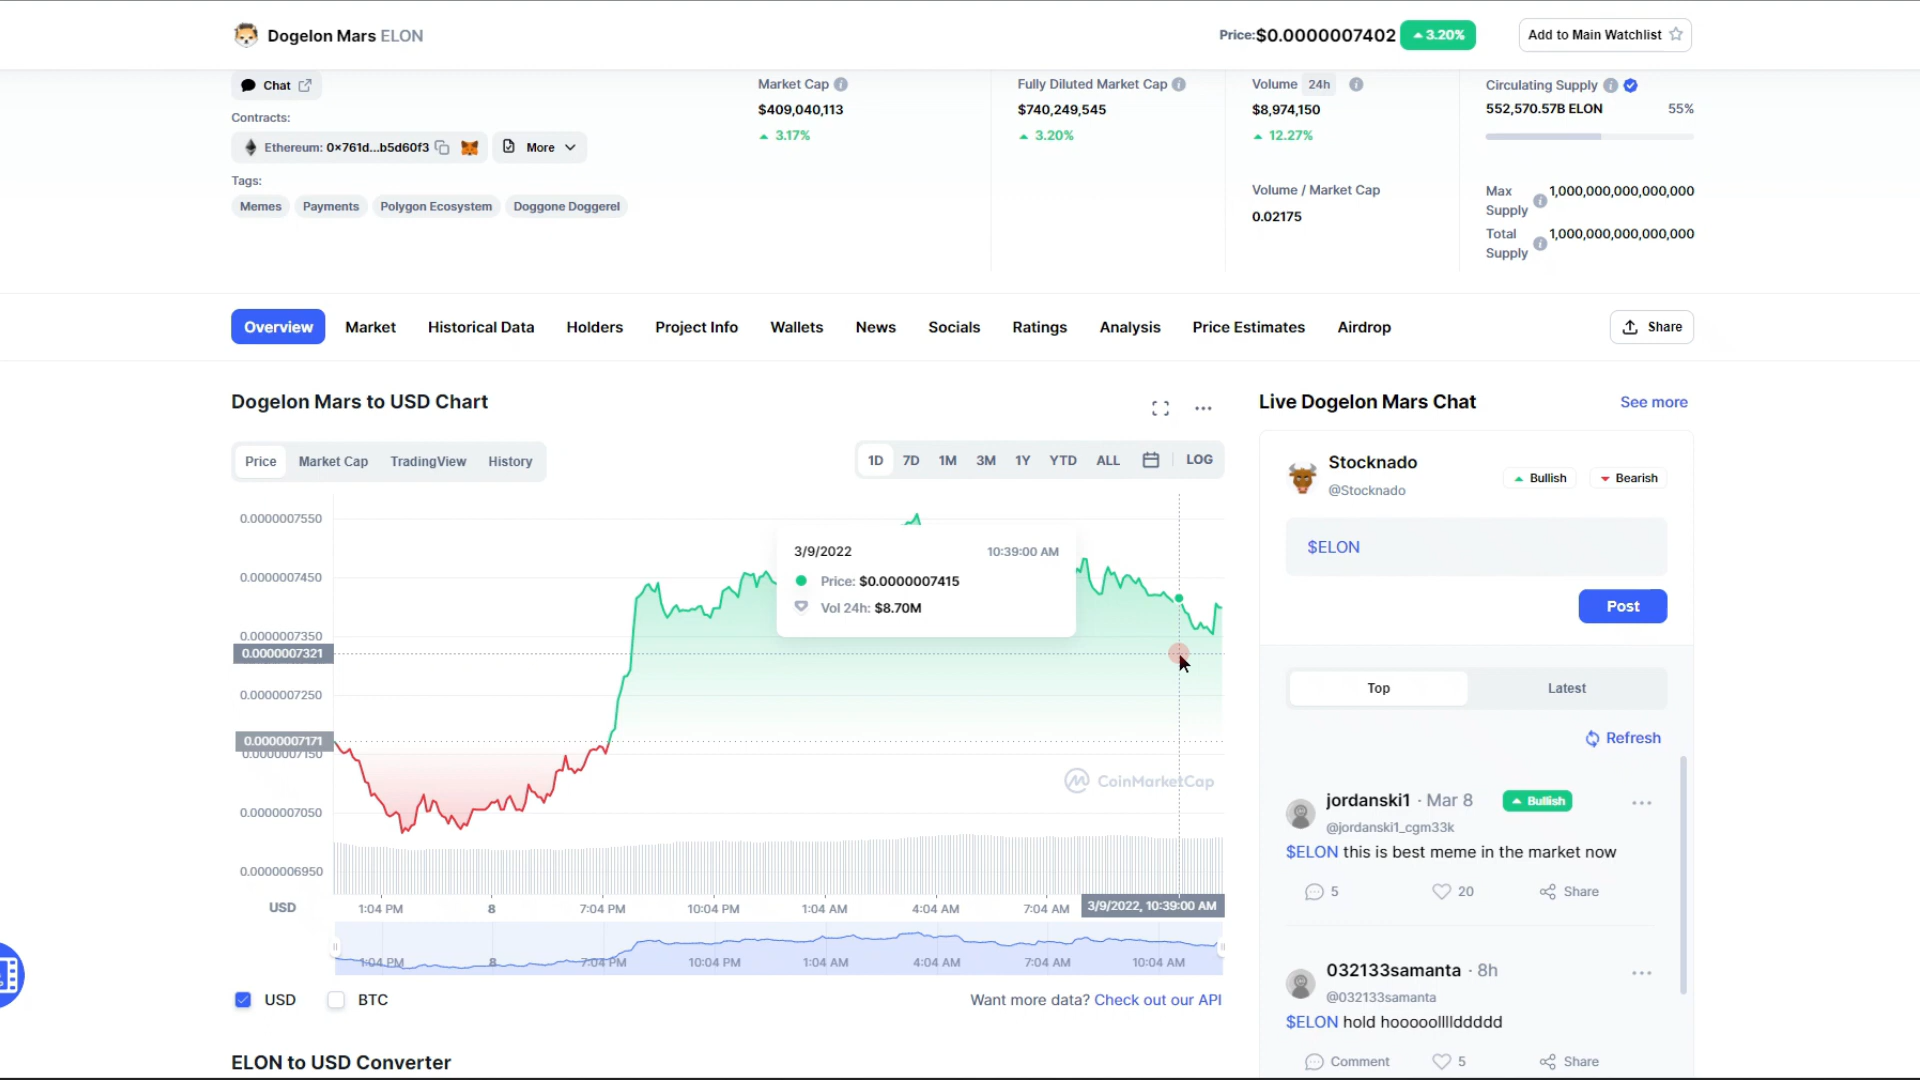 Dogelon Mars ELON
Price:$0.0000007402 3.20%
Add to Main Watchlist
Chat
Contracts:
Ethereum: 0x761d...b5d60f3
More
Tags:
Memes Payments Polygon Ecosystem Doggone Doggerel
Market Cap
$409,040,113
3.17%
Fully Diluted Market Cap
$740,249,545
3.20%
Volume 24h
$8,974,150
12.27%
Volume / Market Cap
0.02175
Circulating Supply
552,570.57B ELON 55%
Max Supply 1,000,000,000,000,000
Total Supply 1,000,000,000,000,000
Overview Market Historical Data Holders Project Info Wallets News Socials Ratings Analysis Price Estimates Airdrop
Share
Dogelon Mars to USD Chart
Price Market Cap TradingView History
1D 7D 1M 3M 1Y YTD ALL LOG
0.0000007550
0.0000007450
0.0000007350
0.0000007321
0.0000007250
0.0000007171
0.0000007150
0.0000007050
0.0000006950
3/9/2022 10:39:00 AM
Price: $0.0000007415
Vol 24h: $8.70M
CoinMarketCap
USD
1:04 PM 8 7:04 PM 10:04 PM 1:04 AM 4:04 AM 7:04 AM 3/9/2022, 10:39:00 AM
1:04 PM 8 7:04 PM 10:04 PM 1:04 AM 4:04 AM 7:04 AM 10:04 AM
USD BTC
Want more data? Check out our API
ELON to USD Converter
Live Dogelon Mars Chat
See more
Stocknado
@Stocknado
Bullish Bearish
$ELON
Post
Top Latest
Refresh
jordanski1 · Mar 8 Bullish
@jordanski1_cgm33k
$ELON this is best meme in the market now
5 20 Share
032133samanta · 8h
@032133samanta
$ELON hold hooooollllddddd
Comment 5 Share